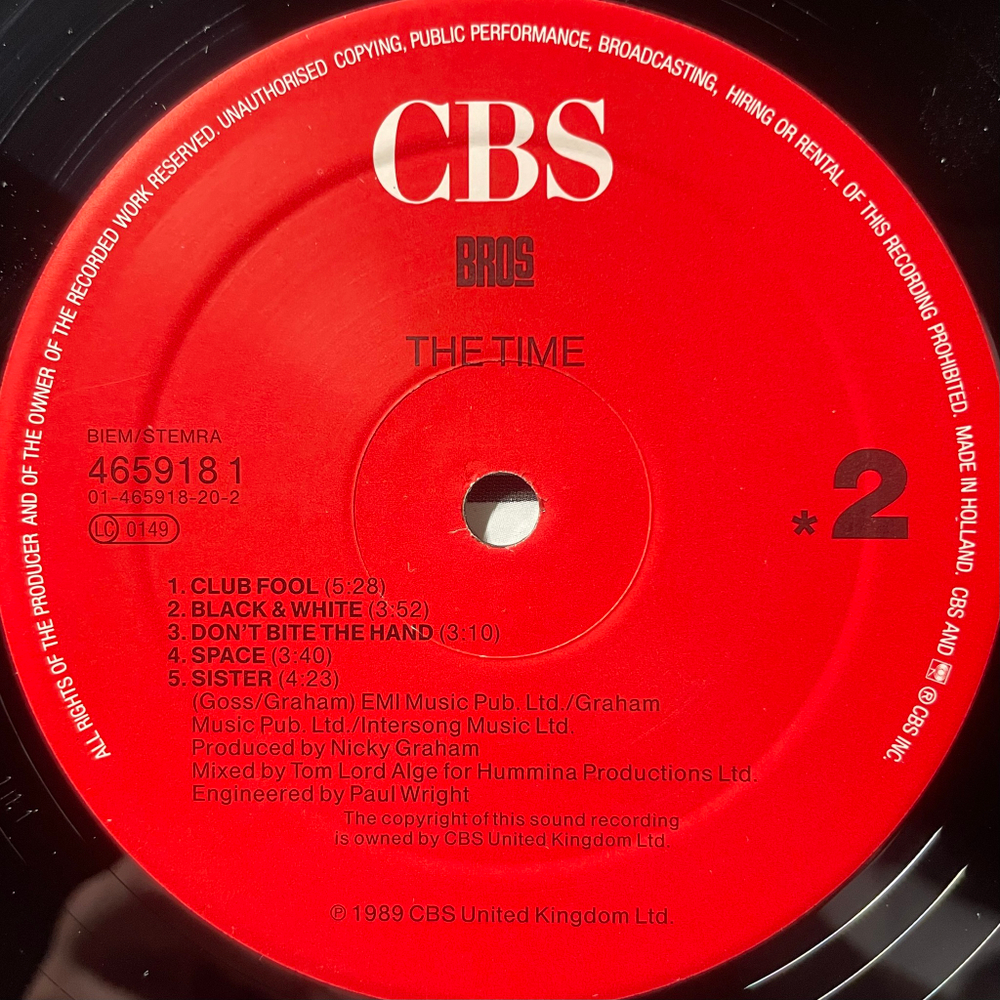 ALL RIGHTS OF THE PRODUCER AND OF THE OWNER OF THE RECORDED WORK RESERVED. UNAUTHORISED COPYING, PUBLIC PERFORMANCE, BROADCASTING, HIRING OR RENTAL OF THIS RECORDING PROHIBITED. MADE IN HOLLAND. CBS AND ® CBS INC.
CBS
BROS
THE TIME
BIEM/STEMRA
465918 1
01-465918-20-2
LC 0149
*2
1. CLUB FOOL (5:28)
2. BLACK & WHITE (3:52)
3. DON'T BITE THE HAND (3:10)
4. SPACE (3:40)
5. SISTER (4:23)
(Goss/Graham) EMI Music Pub. Ltd./Graham
Music Pub. Ltd./Intersong Music Ltd.
Produced by Nicky Graham
Mixed by Tom Lord Alge for Hummina Productions Ltd.
Engineered by Paul Wright
The copyright of this sound recording
is owned by CBS United Kingdom Ltd.
℗ 1989 CBS United Kingdom Ltd.